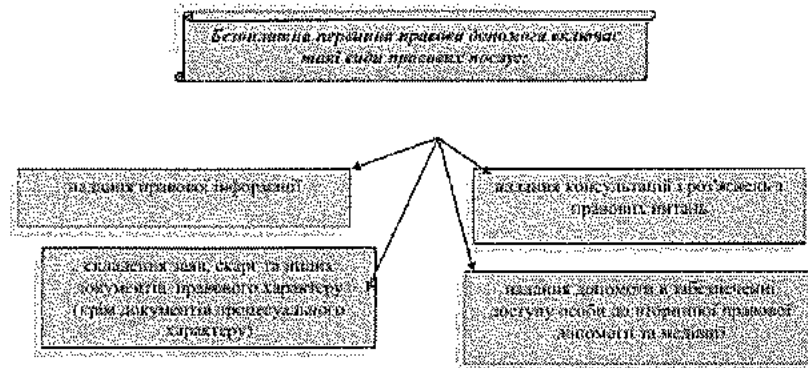 Безоплатна первинна правова допомога включає
такі види правових послуг:
надання правової інформації
надання консультацій і роз'яснень з
правових питань
складення заяв, скарг та інших
документів правового характеру
(крім документів процесуального
характеру)
надання допомоги в забезпеченні
доступу особи до вторинної правової
допомоги та медіації